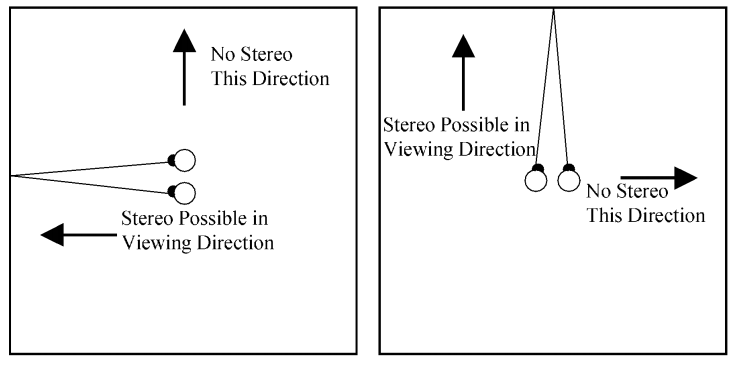 No Stereo
This Direction
Stereo Possible in
Viewing Direction
Stereo Possible in
Viewing Direction
No Stereo
This Direction